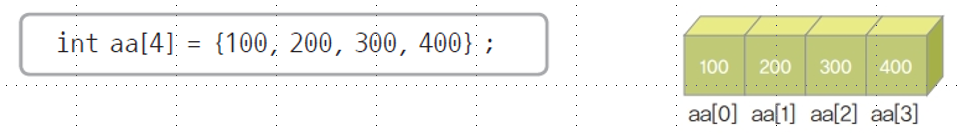 int aa[4] = {100, 200, 300, 400} ;
100 200 300 400
aa[0] aa[1] aa[2] aa[3]